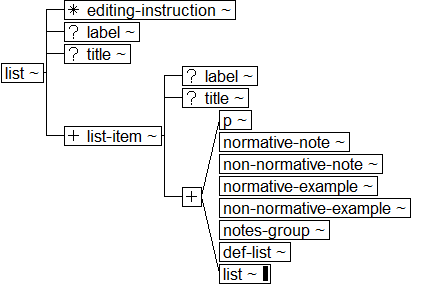 * editing-instruction ~
? label ~
? title ~
list ~
+ list-item ~
? label ~
? title ~
+
p ~
normative-note ~
non-normative-note ~
normative-example ~
non-normative-example ~
notes-group ~
def-list ~
list ~